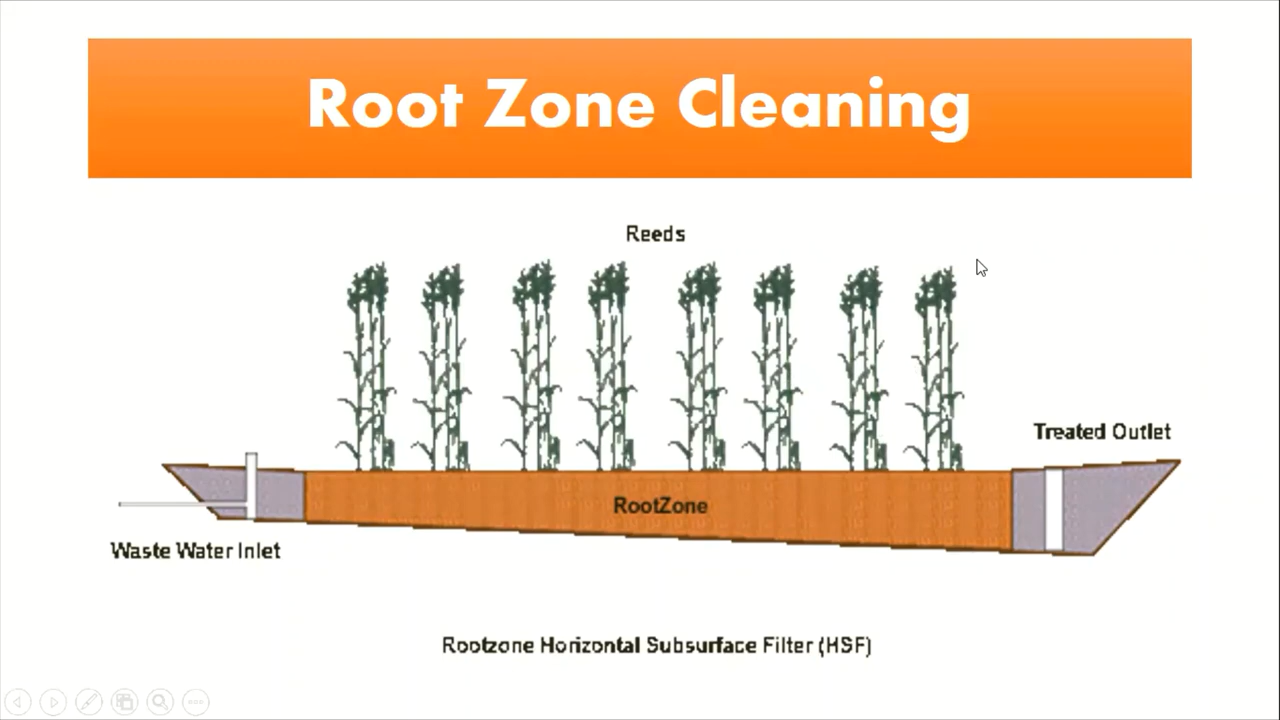 Root Zone Cleaning
Reeds
Treated Outlet
RootZone
Waste Water Inlet
Rootzone Horizontal Subsurface Filter (HSF)